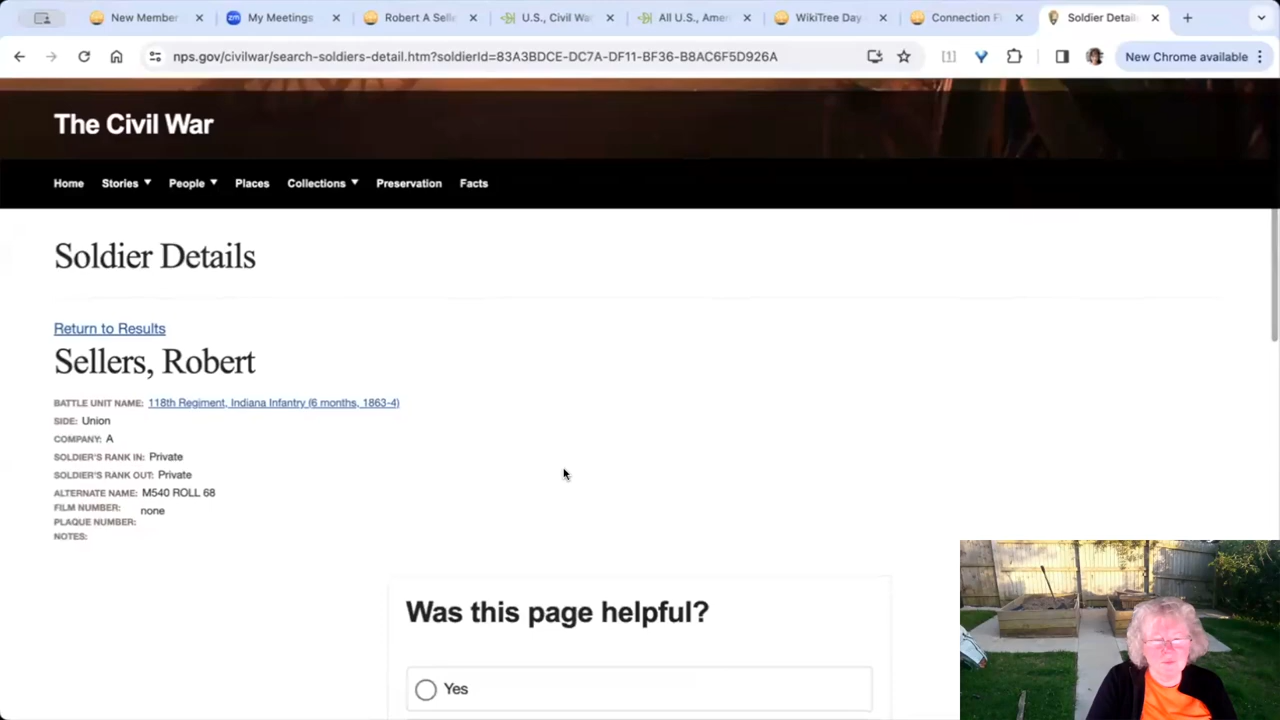 New Member
My Meetings
Robert A Selle
U.S., Civil War
All U.S., Amer
WikiTree Day
Connection F
Soldier Detail
nps.gov/civilwar/search-soldiers-detail.htm?soldierId=83A3BDCE-DC7A-DF11-BF36-B8AC6F5D926A
New Chrome available
The Civil War
Home Stories People Places Collections Preservation Facts
Soldier Details
Return to Results
Sellers, Robert
BATTLE UNIT NAME: 118th Regiment, Indiana Infantry (6 months, 1863-4)
SIDE: Union
COMPANY: A
SOLDIER'S RANK IN: Private
SOLDIER'S RANK OUT: Private
ALTERNATE NAME: M540 ROLL 68
FILM NUMBER: none
PLAQUE NUMBER:
NOTES:
Was this page helpful?
Yes